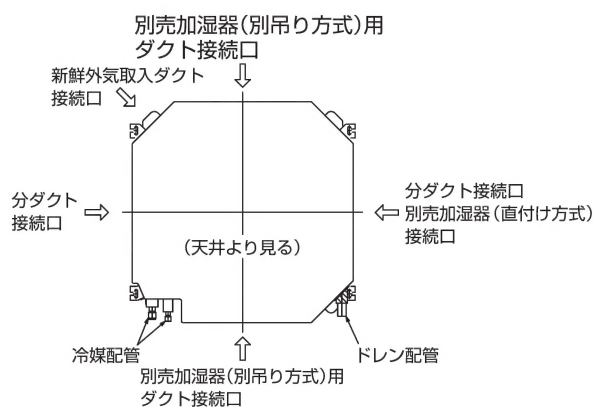 別売加湿器(別吊り方式)用
ダクト接続口
新鮮外気取入ダクト
接続口
分ダクト
接続口
分ダクト接続口
別売加湿器(直付け方式)
接続口
(天井より見る)
冷媒配管
ドレン配管
別売加湿器(別吊り方式)用
ダクト接続口